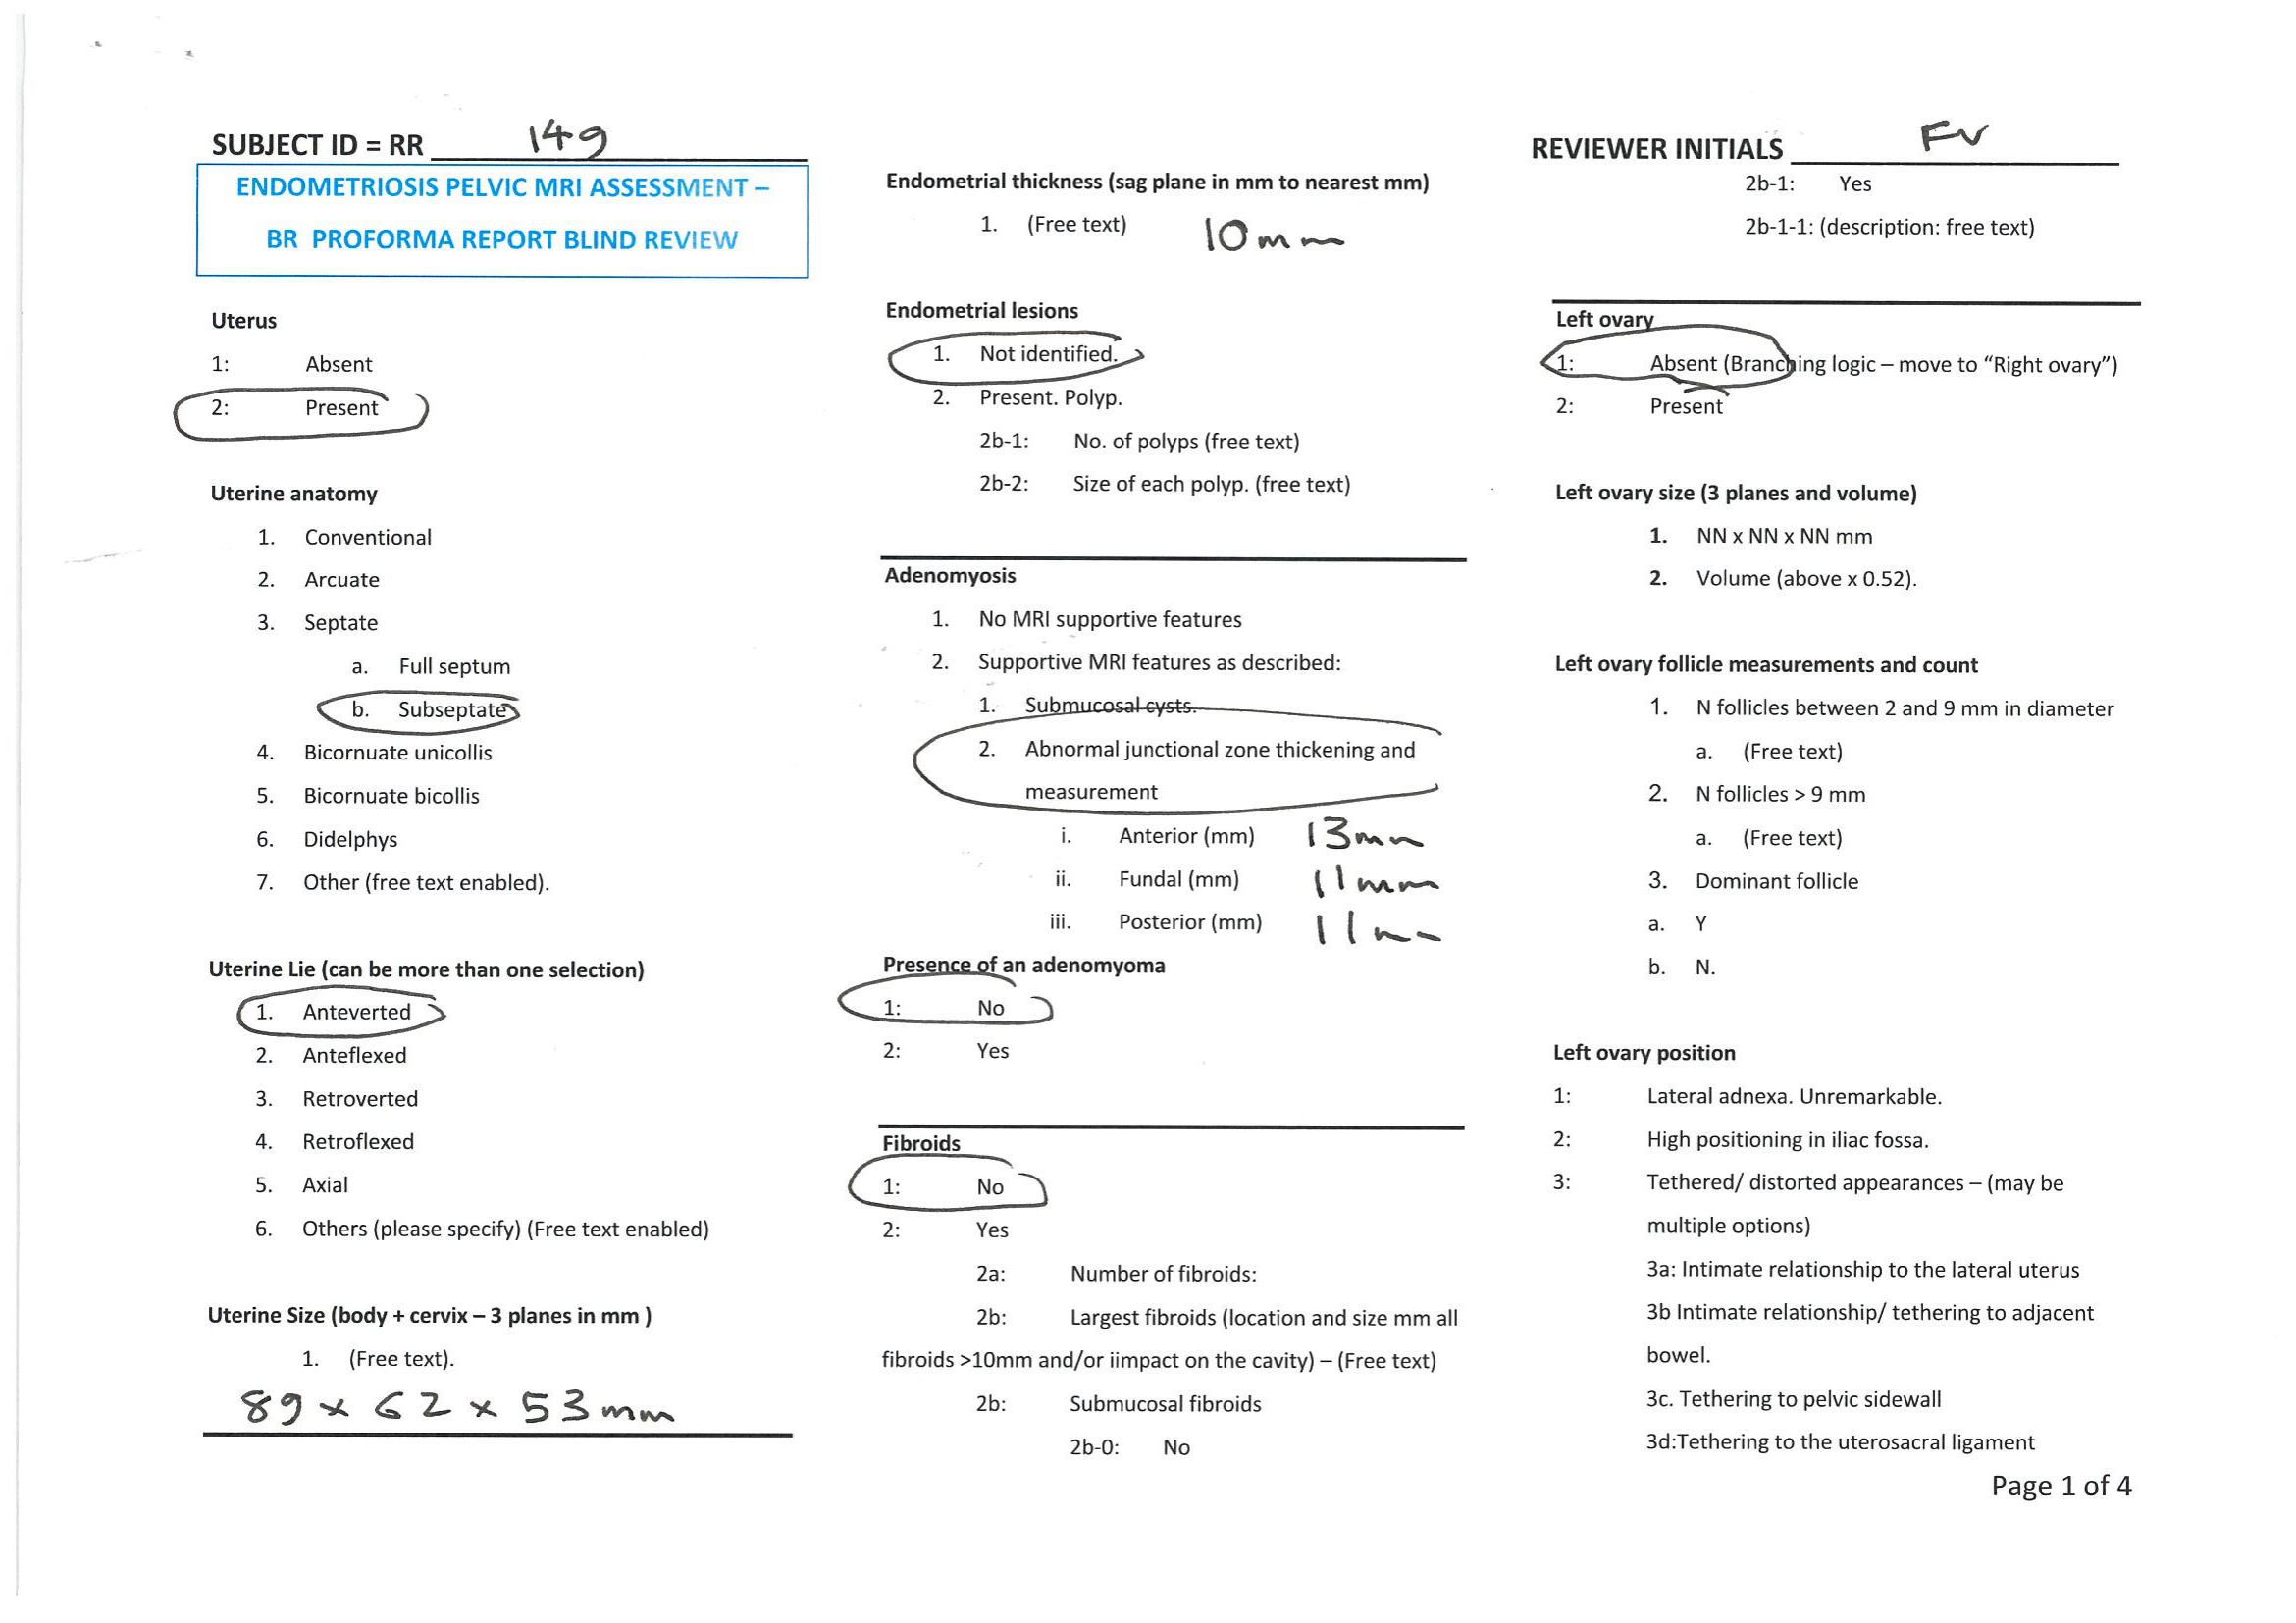 SUBJECT ID = RR 149
ENDOMETRIOSIS PELVIC MRI ASSESSMENT –
BR PROFORMA REPORT BLIND REVIEW
Uterus
1: Absent
2: Present
Uterine anatomy
1. Conventional
2. Arcuate
3. Septate
a. Full septum
b. Subseptate
4. Bicornuate unicollis
5. Bicornuate bicollis
6. Didelphys
7. Other (free text enabled).
Uterine Lie (can be more than one selection)
1. Anteverted
2. Anteflexed
3. Retroverted
4. Retroflexed
5. Axial
6. Others (please specify) (Free text enabled)
Uterine Size (body + cervix – 3 planes in mm )
1. (Free text).
89 x 62 x 53 mm
Endometrial thickness (sag plane in mm to nearest mm)
1. (Free text) 10mm
Endometrial lesions
1. Not identified.
2. Present. Polyp.
2b-1: No. of polyps (free text)
2b-2: Size of each polyp. (free text)
Adenomyosis
1. No MRI supportive features
2. Supportive MRI features as described:
1. Submucosal cysts.
2. Abnormal junctional zone thickening and
measurement
i. Anterior (mm) 13mm
ii. Fundal (mm) 11mm
iii. Posterior (mm) 11mm
Presence of an adenomyoma
1: No
2: Yes
Fibroids
1: No
2: Yes
2a: Number of fibroids:
2b: Largest fibroids (location and size mm all
fibroids >10mm and/or iimpact on the cavity) – (Free text)
2b: Submucosal fibroids
2b-0: No
REVIEWER INITIALS FV
2b-1: Yes
2b-1-1: (description: free text)
Left ovary
1: Absent (Branching logic – move to “Right ovary”)
2: Present
Left ovary size (3 planes and volume)
1. NN x NN x NN mm
2. Volume (above x 0.52).
Left ovary follicle measurements and count
1. N follicles between 2 and 9 mm in diameter
a. (Free text)
2. N follicles > 9 mm
a. (Free text)
3. Dominant follicle
a. Y
b. N.
Left ovary position
1: Lateral adnexa. Unremarkable.
2: High positioning in iliac fossa.
3: Tethered/ distorted appearances – (may be
multiple options)
3a: Intimate relationship to the lateral uterus
3b Intimate relationship/ tethering to adjacent
bowel.
3c. Tethering to pelvic sidewall
3d:Tethering to the uterosacral ligament
Page 1 of 4